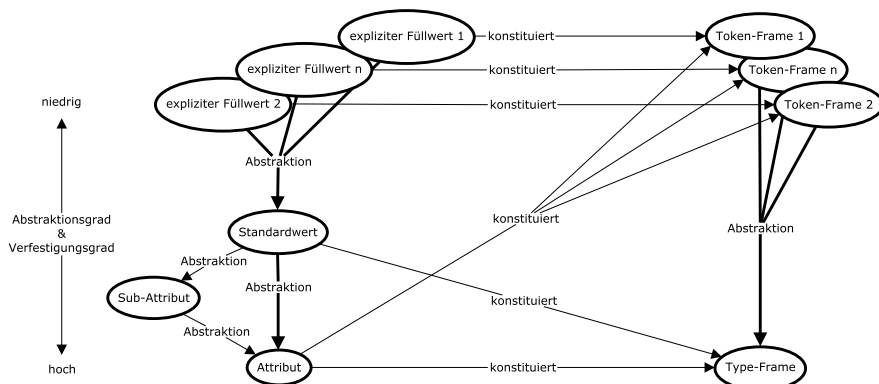 expliziter Füllwert 1
konstituiert
Token-Frame 1
expliziter Füllwert n
konstituiert
Token-Frame n
niedrig
expliziter Füllwert 2
konstituiert
Token-Frame 2
Abstraktion
Abstraktionsgrad
&
Verfestigungsgrad
Standardwert
konstituiert
Abstraktion
Abstraktion
Abstraktion
Sub-Attribut
konstituiert
Abstraktion
hoch
Attribut
konstituiert
Type-Frame